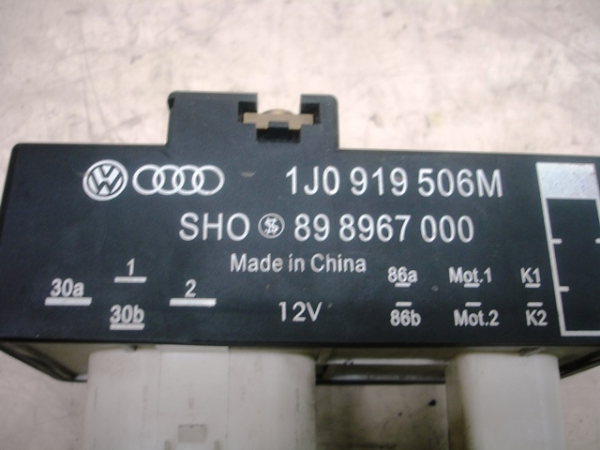 1J0 919 506M
SHO 89 8967 000
Made in China
30a 1 2 86a Mot.1 K1
30b 12V 86b Mot.2 K2